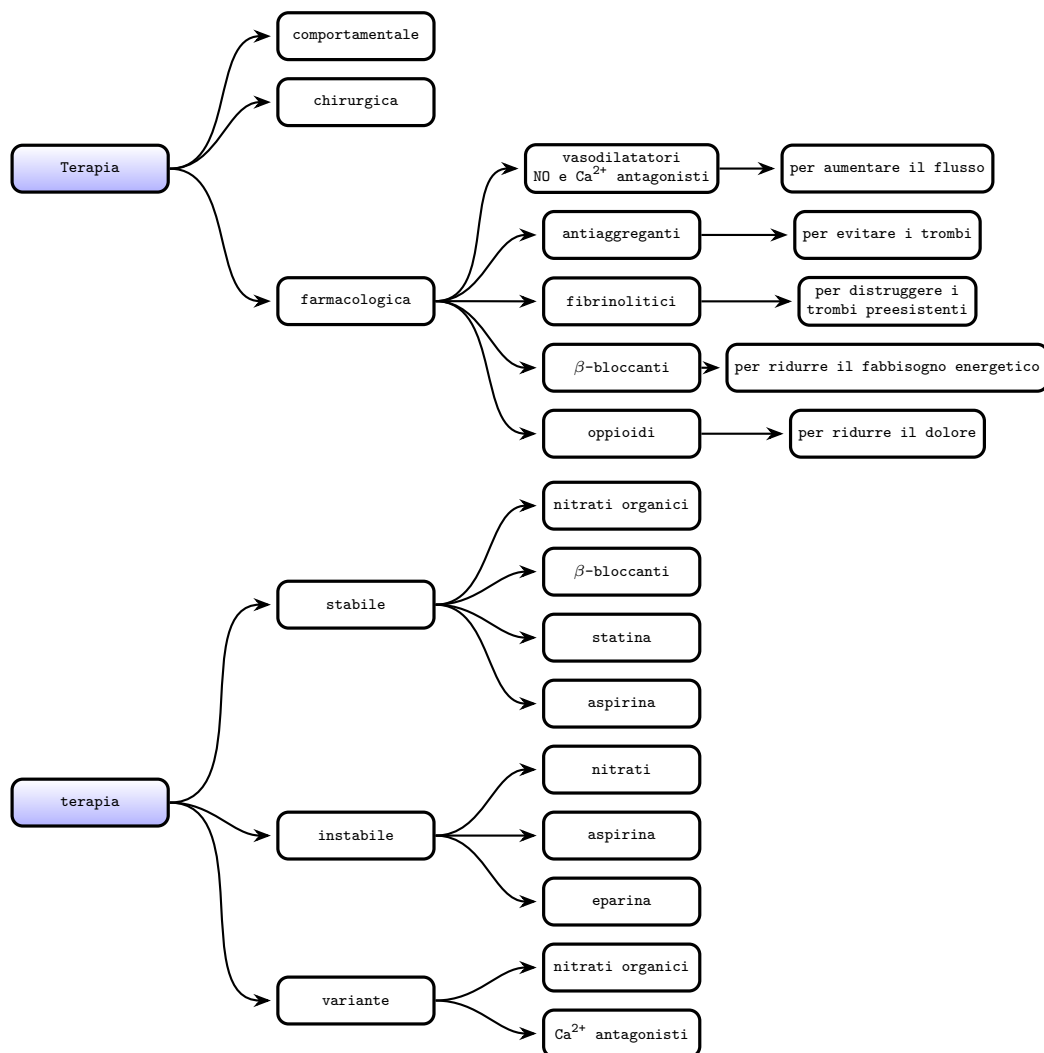 comportamentale
chirurgica
Terapia
vasodilatatori
NO e Ca²⁺ antagonisti
per aumentare il flusso
antiaggreganti
per evitare i trombi
farmacologica
fibrinolitici
per distruggere i
trombi preesistenti
β-bloccanti
per ridurre il fabbisogno energetico
oppioidi
per ridurre il dolore
nitrati organici
β-bloccanti
stabile
statina
aspirina
nitrati
terapia
instabile
aspirina
eparina
nitrati organici
variante
Ca²⁺ antagonisti